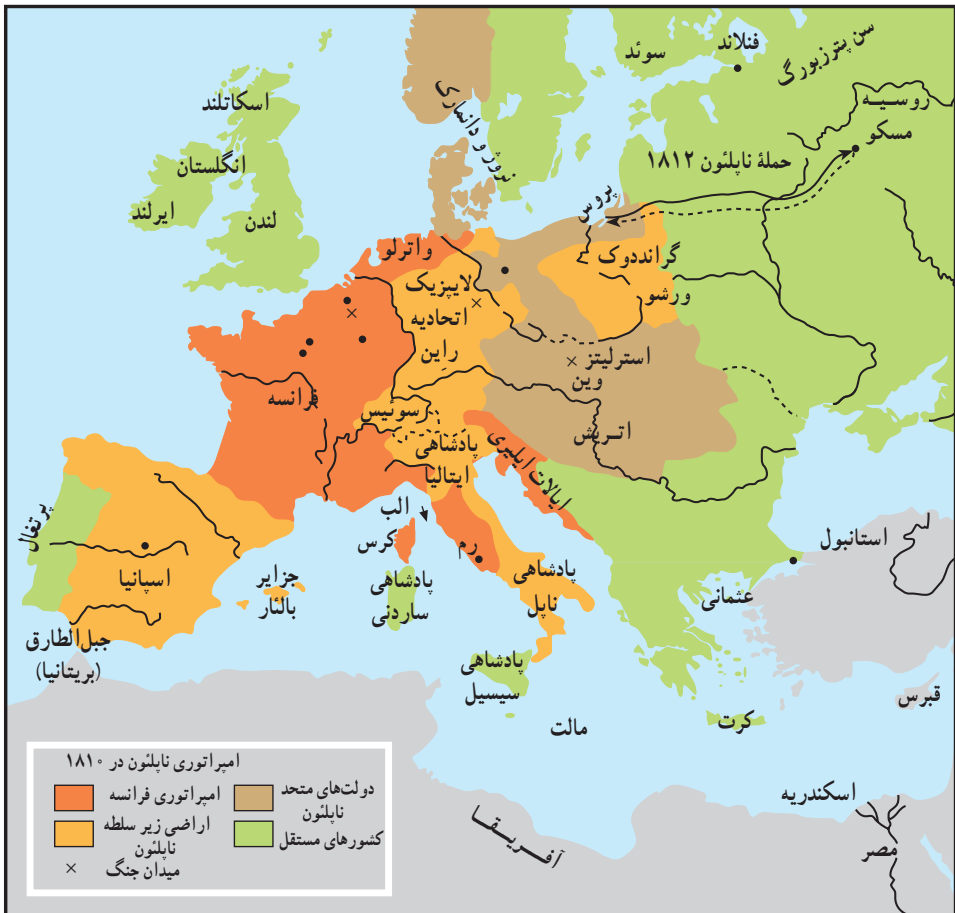 سن پترزبورگ
فنلاند
سوئد
روسیه
مسکو
حملهٔ ناپلئون ۱۸۱۲
اسکاتلند
انگلستان
ایرلند
لندن
نروژ و دانمارک
پروس
گرانددوک
ورشو
واترلو
لایپزیک
اتحادیه
راین
استرلیتز
وین
فرانسه
سوئیس
اتریش
پادشاهی
ایتالیا
ایالات ایلیری
الب
کرس
رم
پرتغال
اسپانیا
جزایر
بالئار
پادشاهی
ساردنی
پادشاهی
ناپل
استانبول
عثمانی
جبل‌الطارق
(بریتانیا)
پادشاهی
سیسیل
مالت
کرت
قبرس
اسکندریه
مصر
آفریقا
امپراتوری ناپلئون در ۱۸۱۰
امپراتوری فرانسه
دولت‌های متحد
ناپلئون
اراضی زیر سلطه
ناپلئون
کشورهای مستقل
میدان جنگ